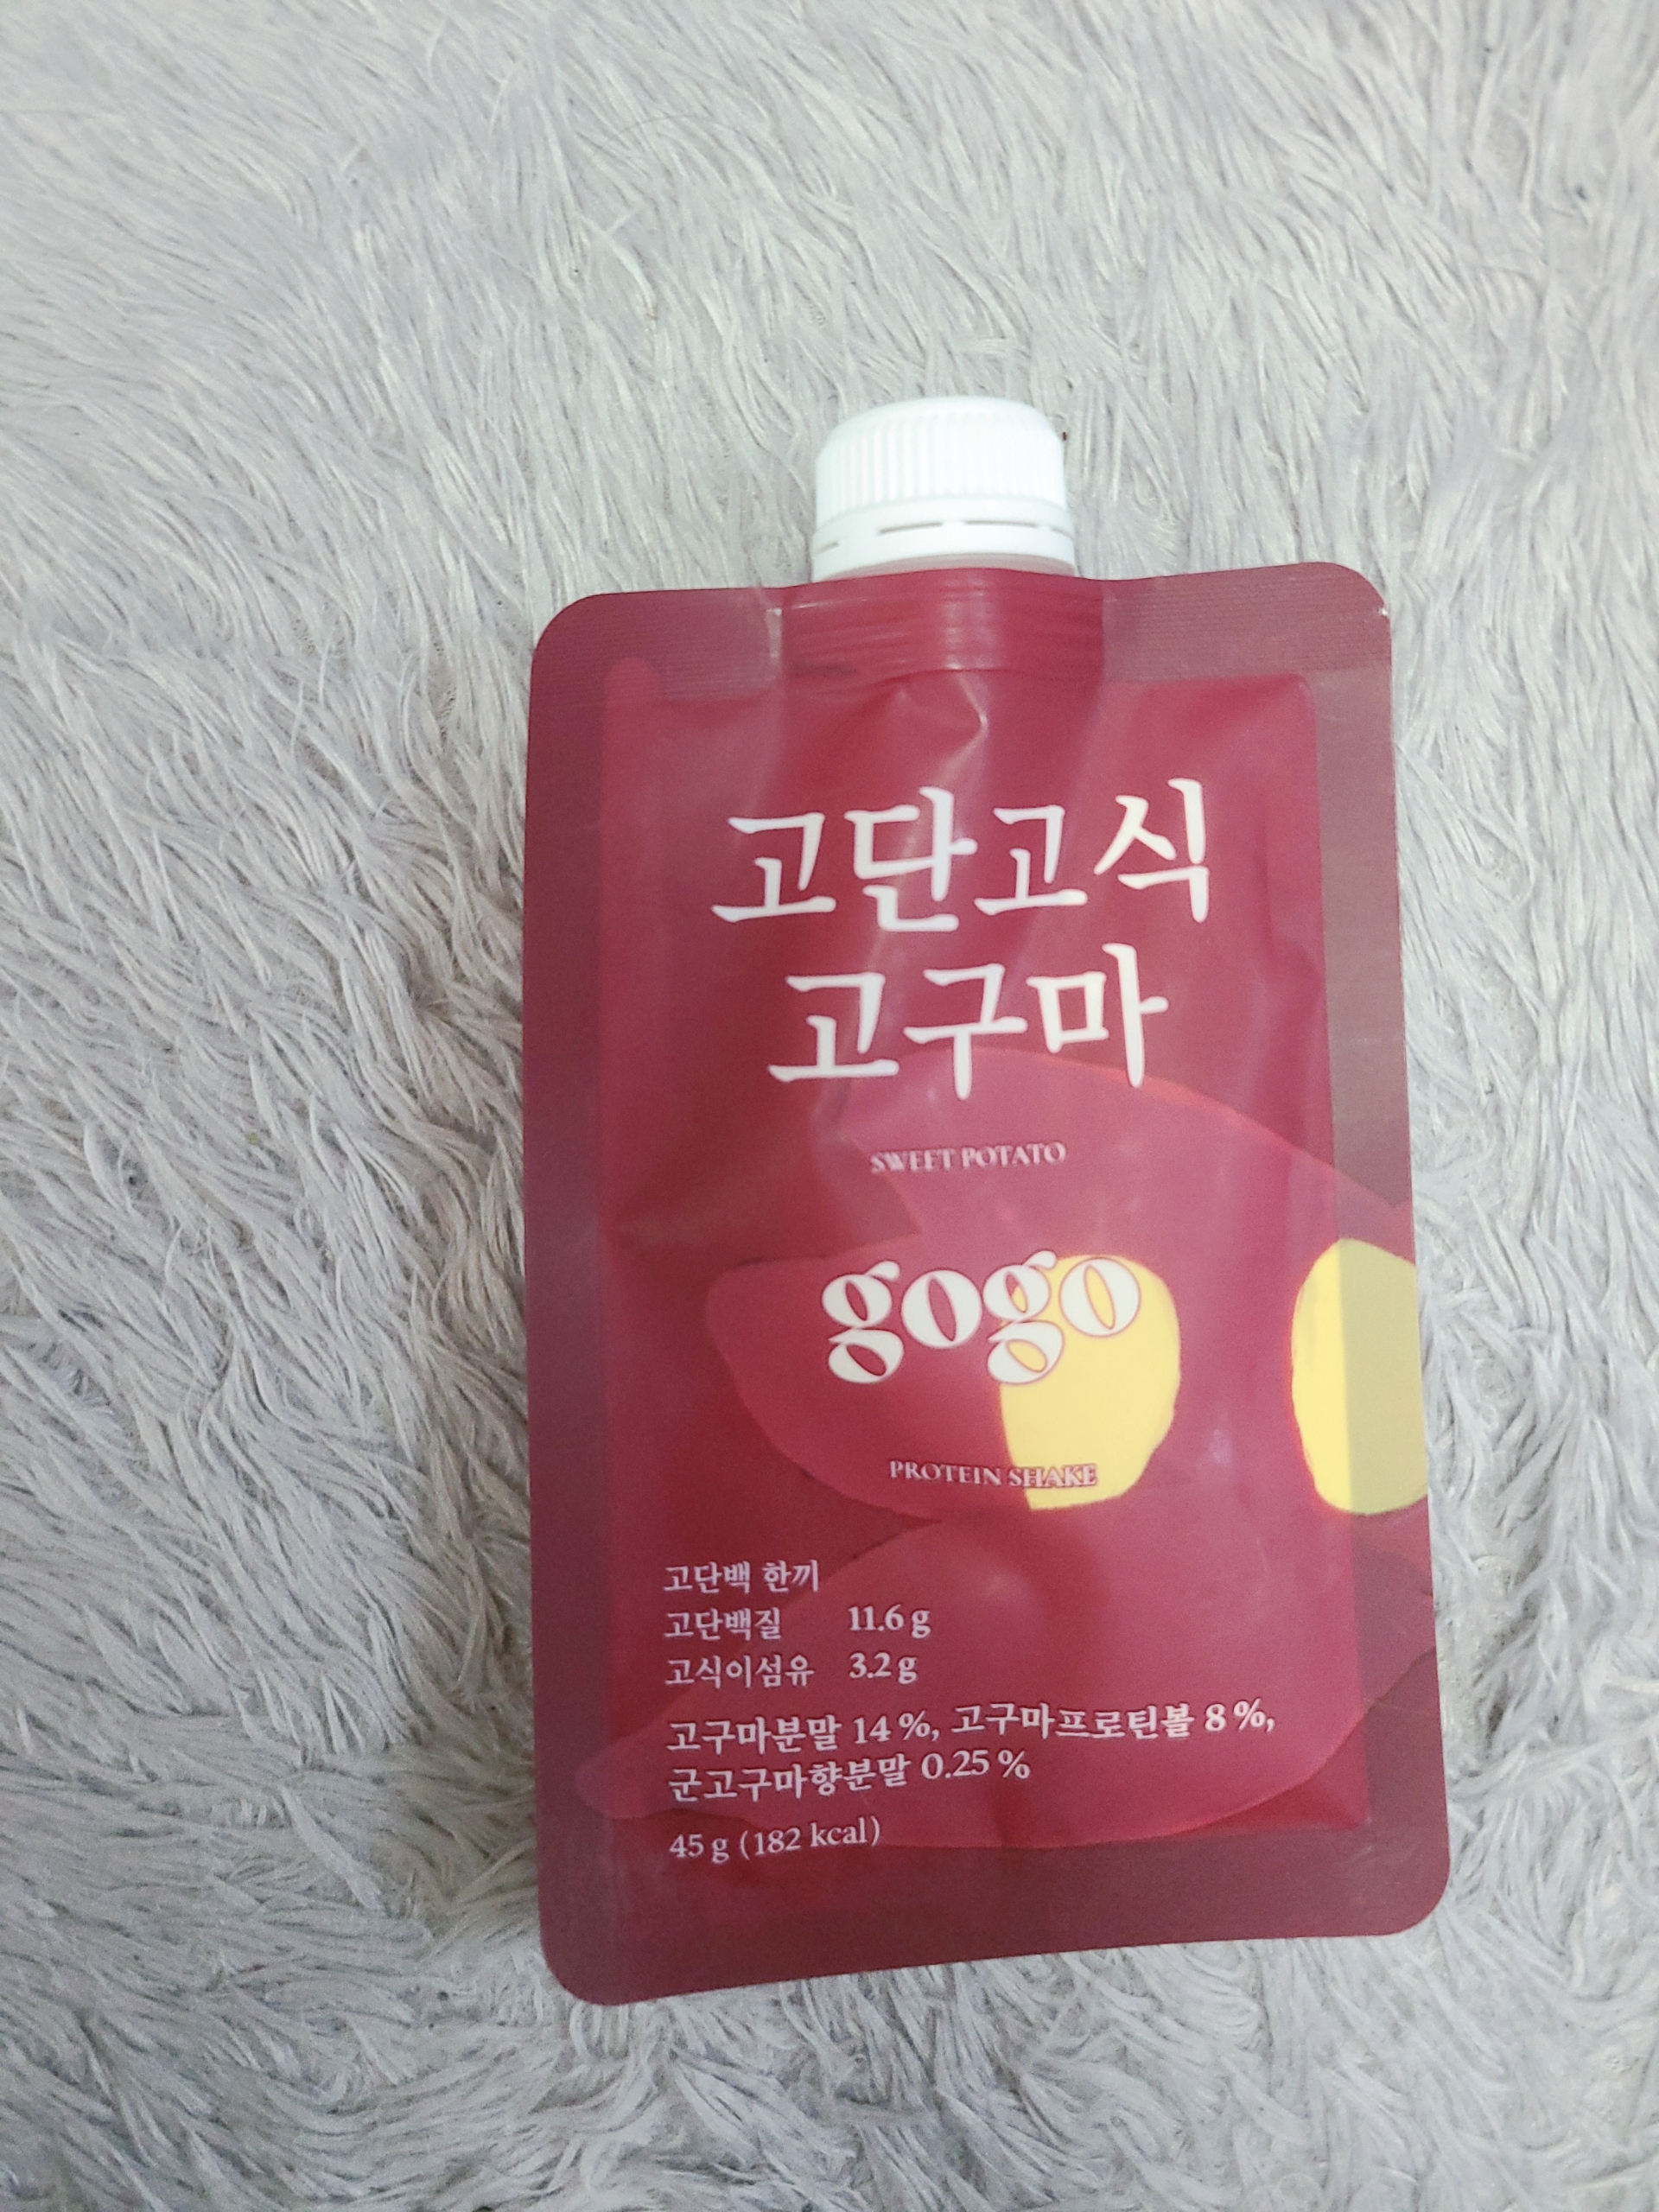 고단고식
고구마
SWEET POTATO
gogo
PROTEIN SHAKE
고단백 한끼
고단백질 11.6 g
고식이섬유 3.2 g
고구마분말 14 %, 고구마프로틴볼 8 %,
군고구마향분말 0.25 %
45 g (182 kcal)